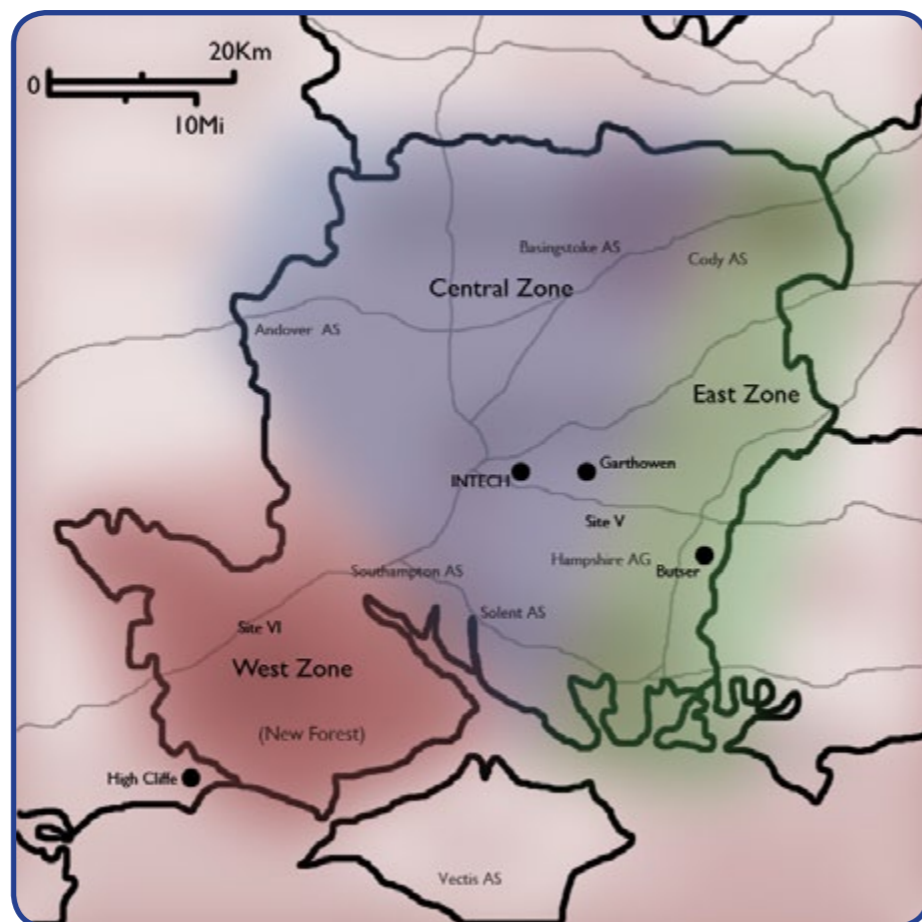 20Km
0
10Mi
Basingstoke AS
Cody AS
Central Zone
Andover AS
East Zone
Garthowen
INTECH
Site V
Hampshire AG
Butser
Southampton AS
Solent AS
Site VI
West Zone
(New Forest)
High Cliffe
Vectis AS